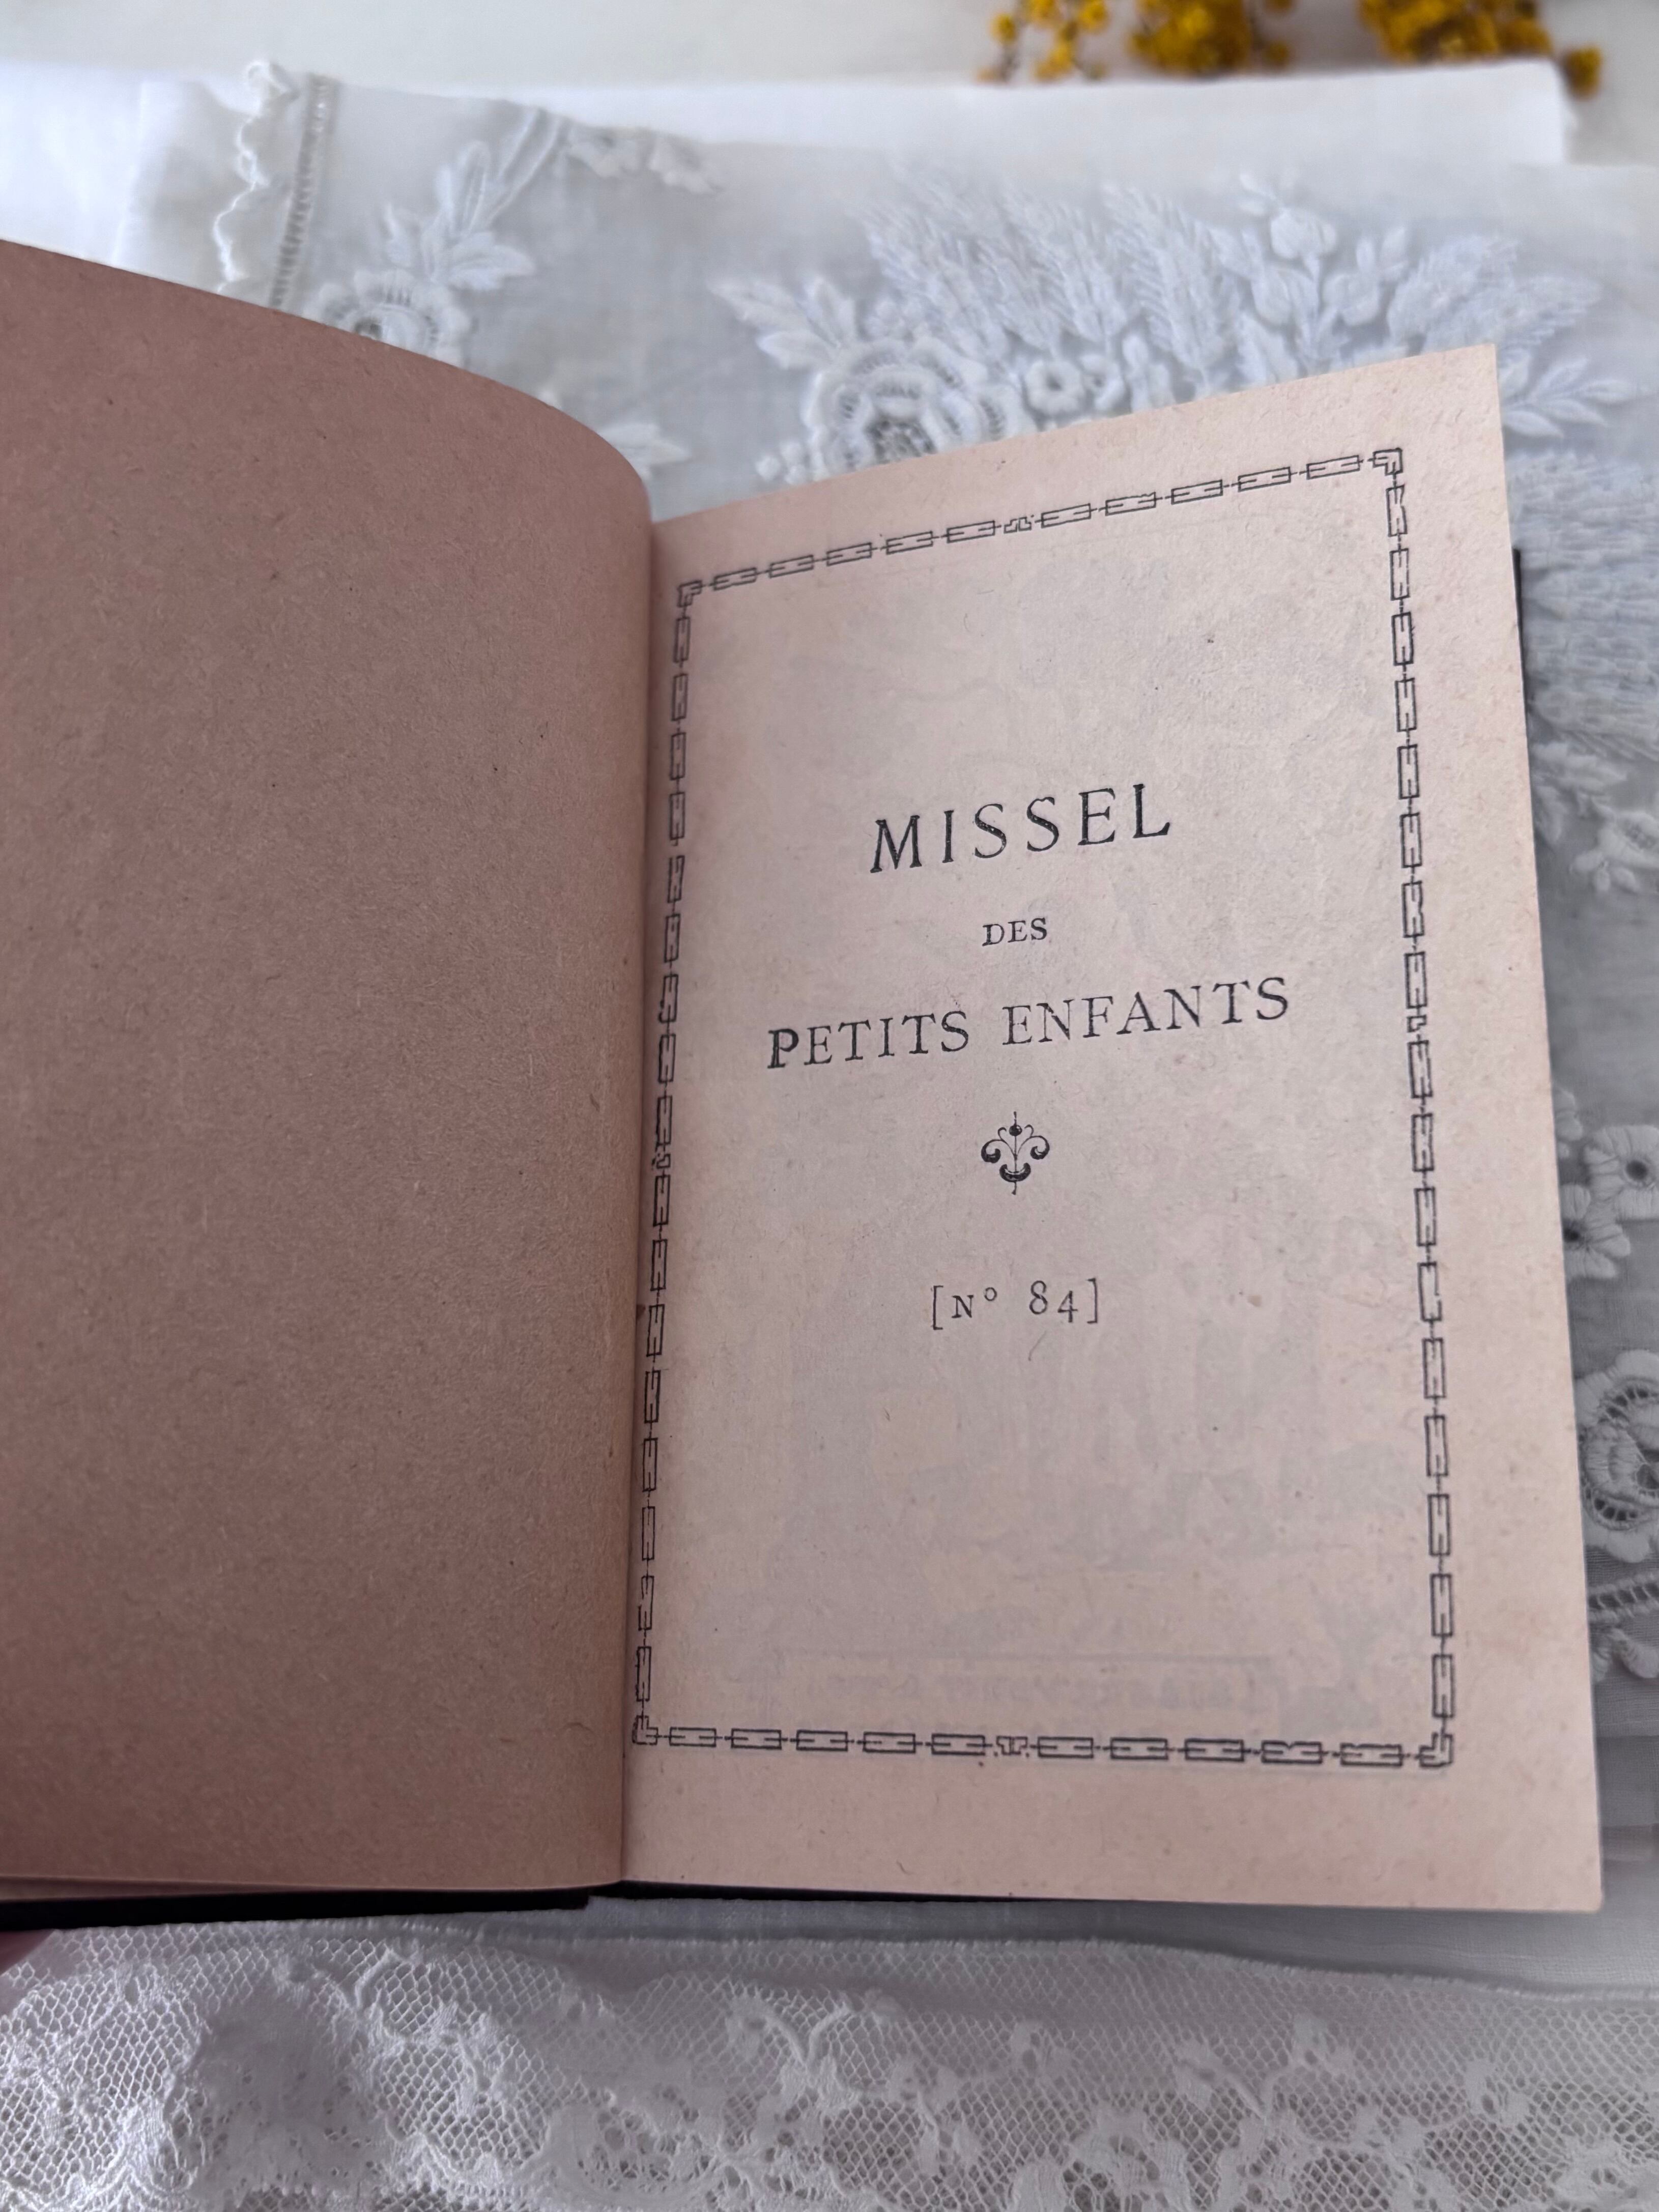 MISSEL
DES
PETITS ENFANTS
[N° 84]